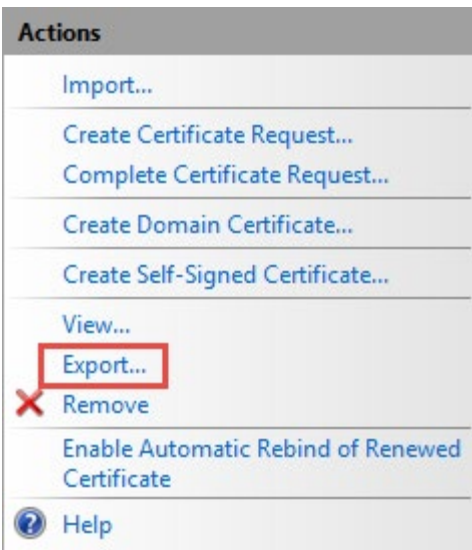 Actions
Import...
Create Certificate Request...
Complete Certificate Request...
Create Domain Certificate...
Create Self-Signed Certificate...
View...
Export...
Remove
Enable Automatic Rebind of Renewed
Certificate
Help